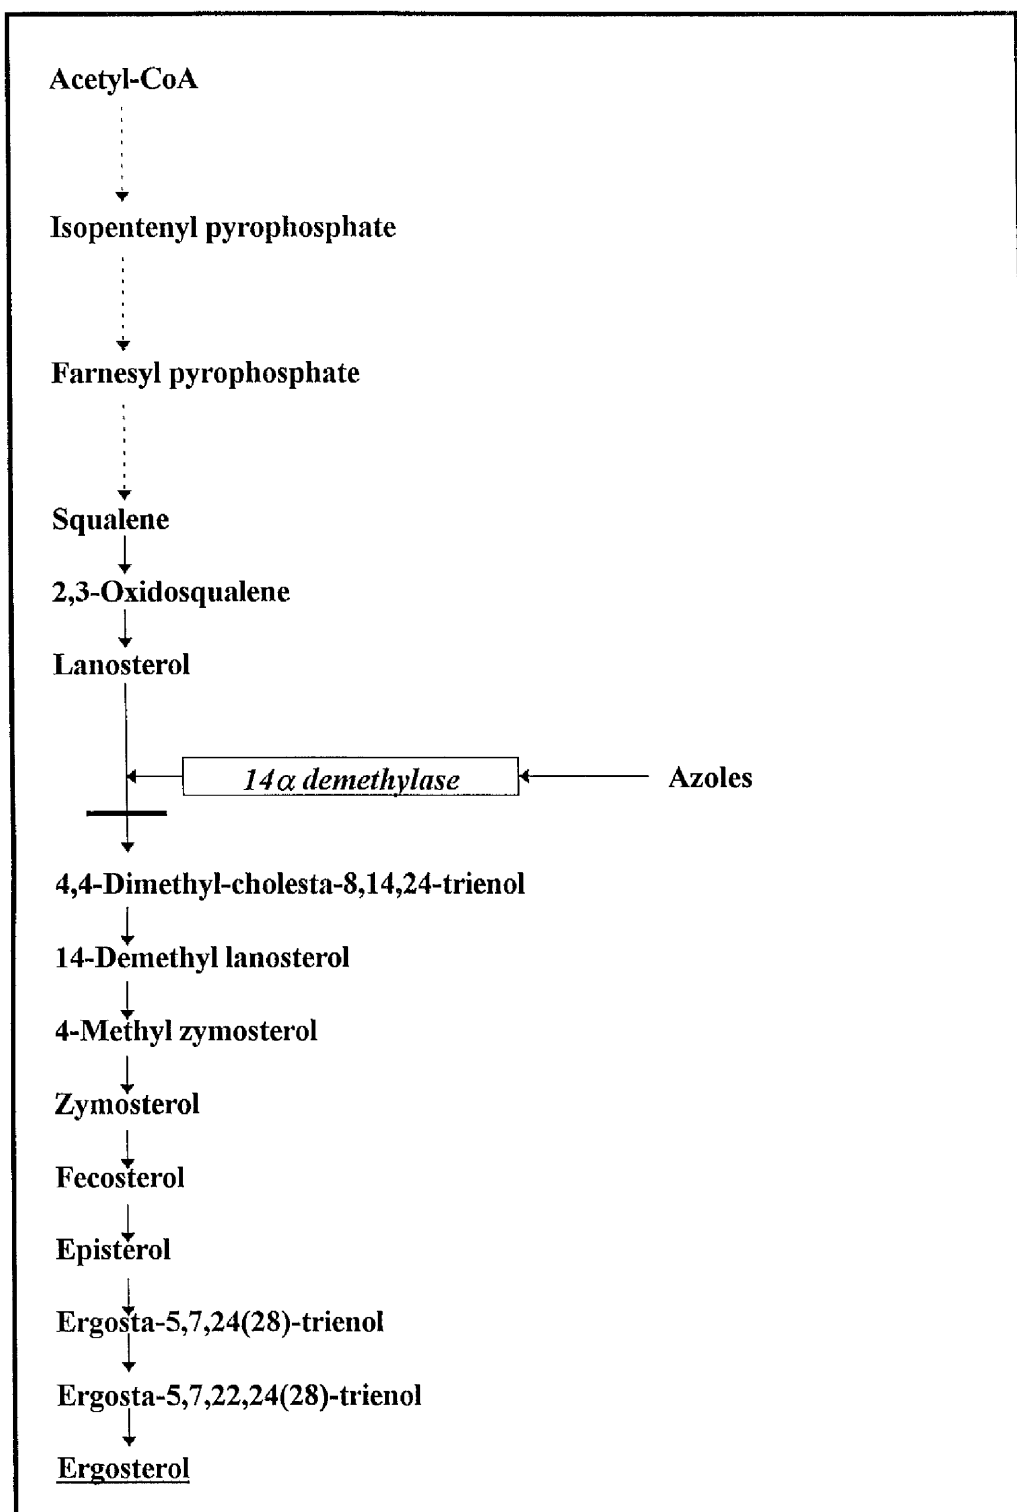 Acetyl-CoA
Isopentenyl pyrophosphate
Farnesyl pyrophosphate
Squalene
2,3-Oxidosqualene
Lanosterol
14α demethylase
Azoles
4,4-Dimethyl-cholesta-8,14,24-trienol
14-Demethyl lanosterol
4-Methyl zymosterol
Zymosterol
Fecosterol
Episterol
Ergosta-5,7,24(28)-trienol
Ergosta-5,7,22,24(28)-trienol
Ergosterol